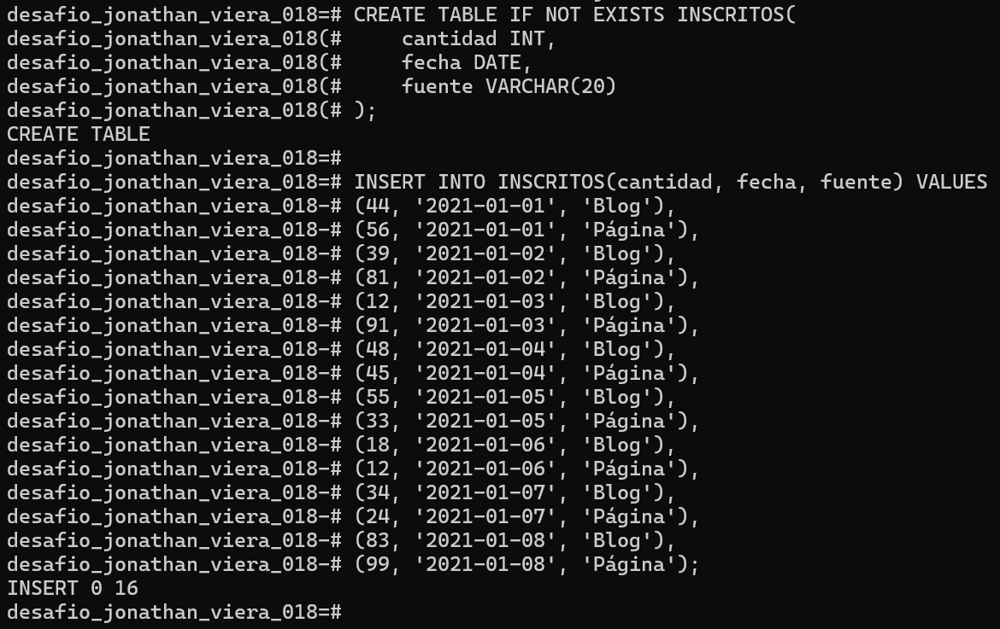 desafio_jonathan_viera_018=# CREATE TABLE IF NOT EXISTS INSCRITOS(
desafio_jonathan_viera_018(#     cantidad INT,
desafio_jonathan_viera_018(#     fecha DATE,
desafio_jonathan_viera_018(#     fuente VARCHAR(20)
desafio_jonathan_viera_018(# );
CREATE TABLE
desafio_jonathan_viera_018=#
desafio_jonathan_viera_018=# INSERT INTO INSCRITOS(cantidad, fecha, fuente) VALUES
desafio_jonathan_viera_018-# (44, '2021-01-01', 'Blog'),
desafio_jonathan_viera_018-# (56, '2021-01-01', 'Página'),
desafio_jonathan_viera_018-# (39, '2021-01-02', 'Blog'),
desafio_jonathan_viera_018-# (81, '2021-01-02', 'Página'),
desafio_jonathan_viera_018-# (12, '2021-01-03', 'Blog'),
desafio_jonathan_viera_018-# (91, '2021-01-03', 'Página'),
desafio_jonathan_viera_018-# (48, '2021-01-04', 'Blog'),
desafio_jonathan_viera_018-# (45, '2021-01-04', 'Página'),
desafio_jonathan_viera_018-# (55, '2021-01-05', 'Blog'),
desafio_jonathan_viera_018-# (33, '2021-01-05', 'Página'),
desafio_jonathan_viera_018-# (18, '2021-01-06', 'Blog'),
desafio_jonathan_viera_018-# (12, '2021-01-06', 'Página'),
desafio_jonathan_viera_018-# (34, '2021-01-07', 'Blog'),
desafio_jonathan_viera_018-# (24, '2021-01-07', 'Página'),
desafio_jonathan_viera_018-# (83, '2021-01-08', 'Blog'),
desafio_jonathan_viera_018-# (99, '2021-01-08', 'Página');
INSERT 0 16
desafio_jonathan_viera_018=#